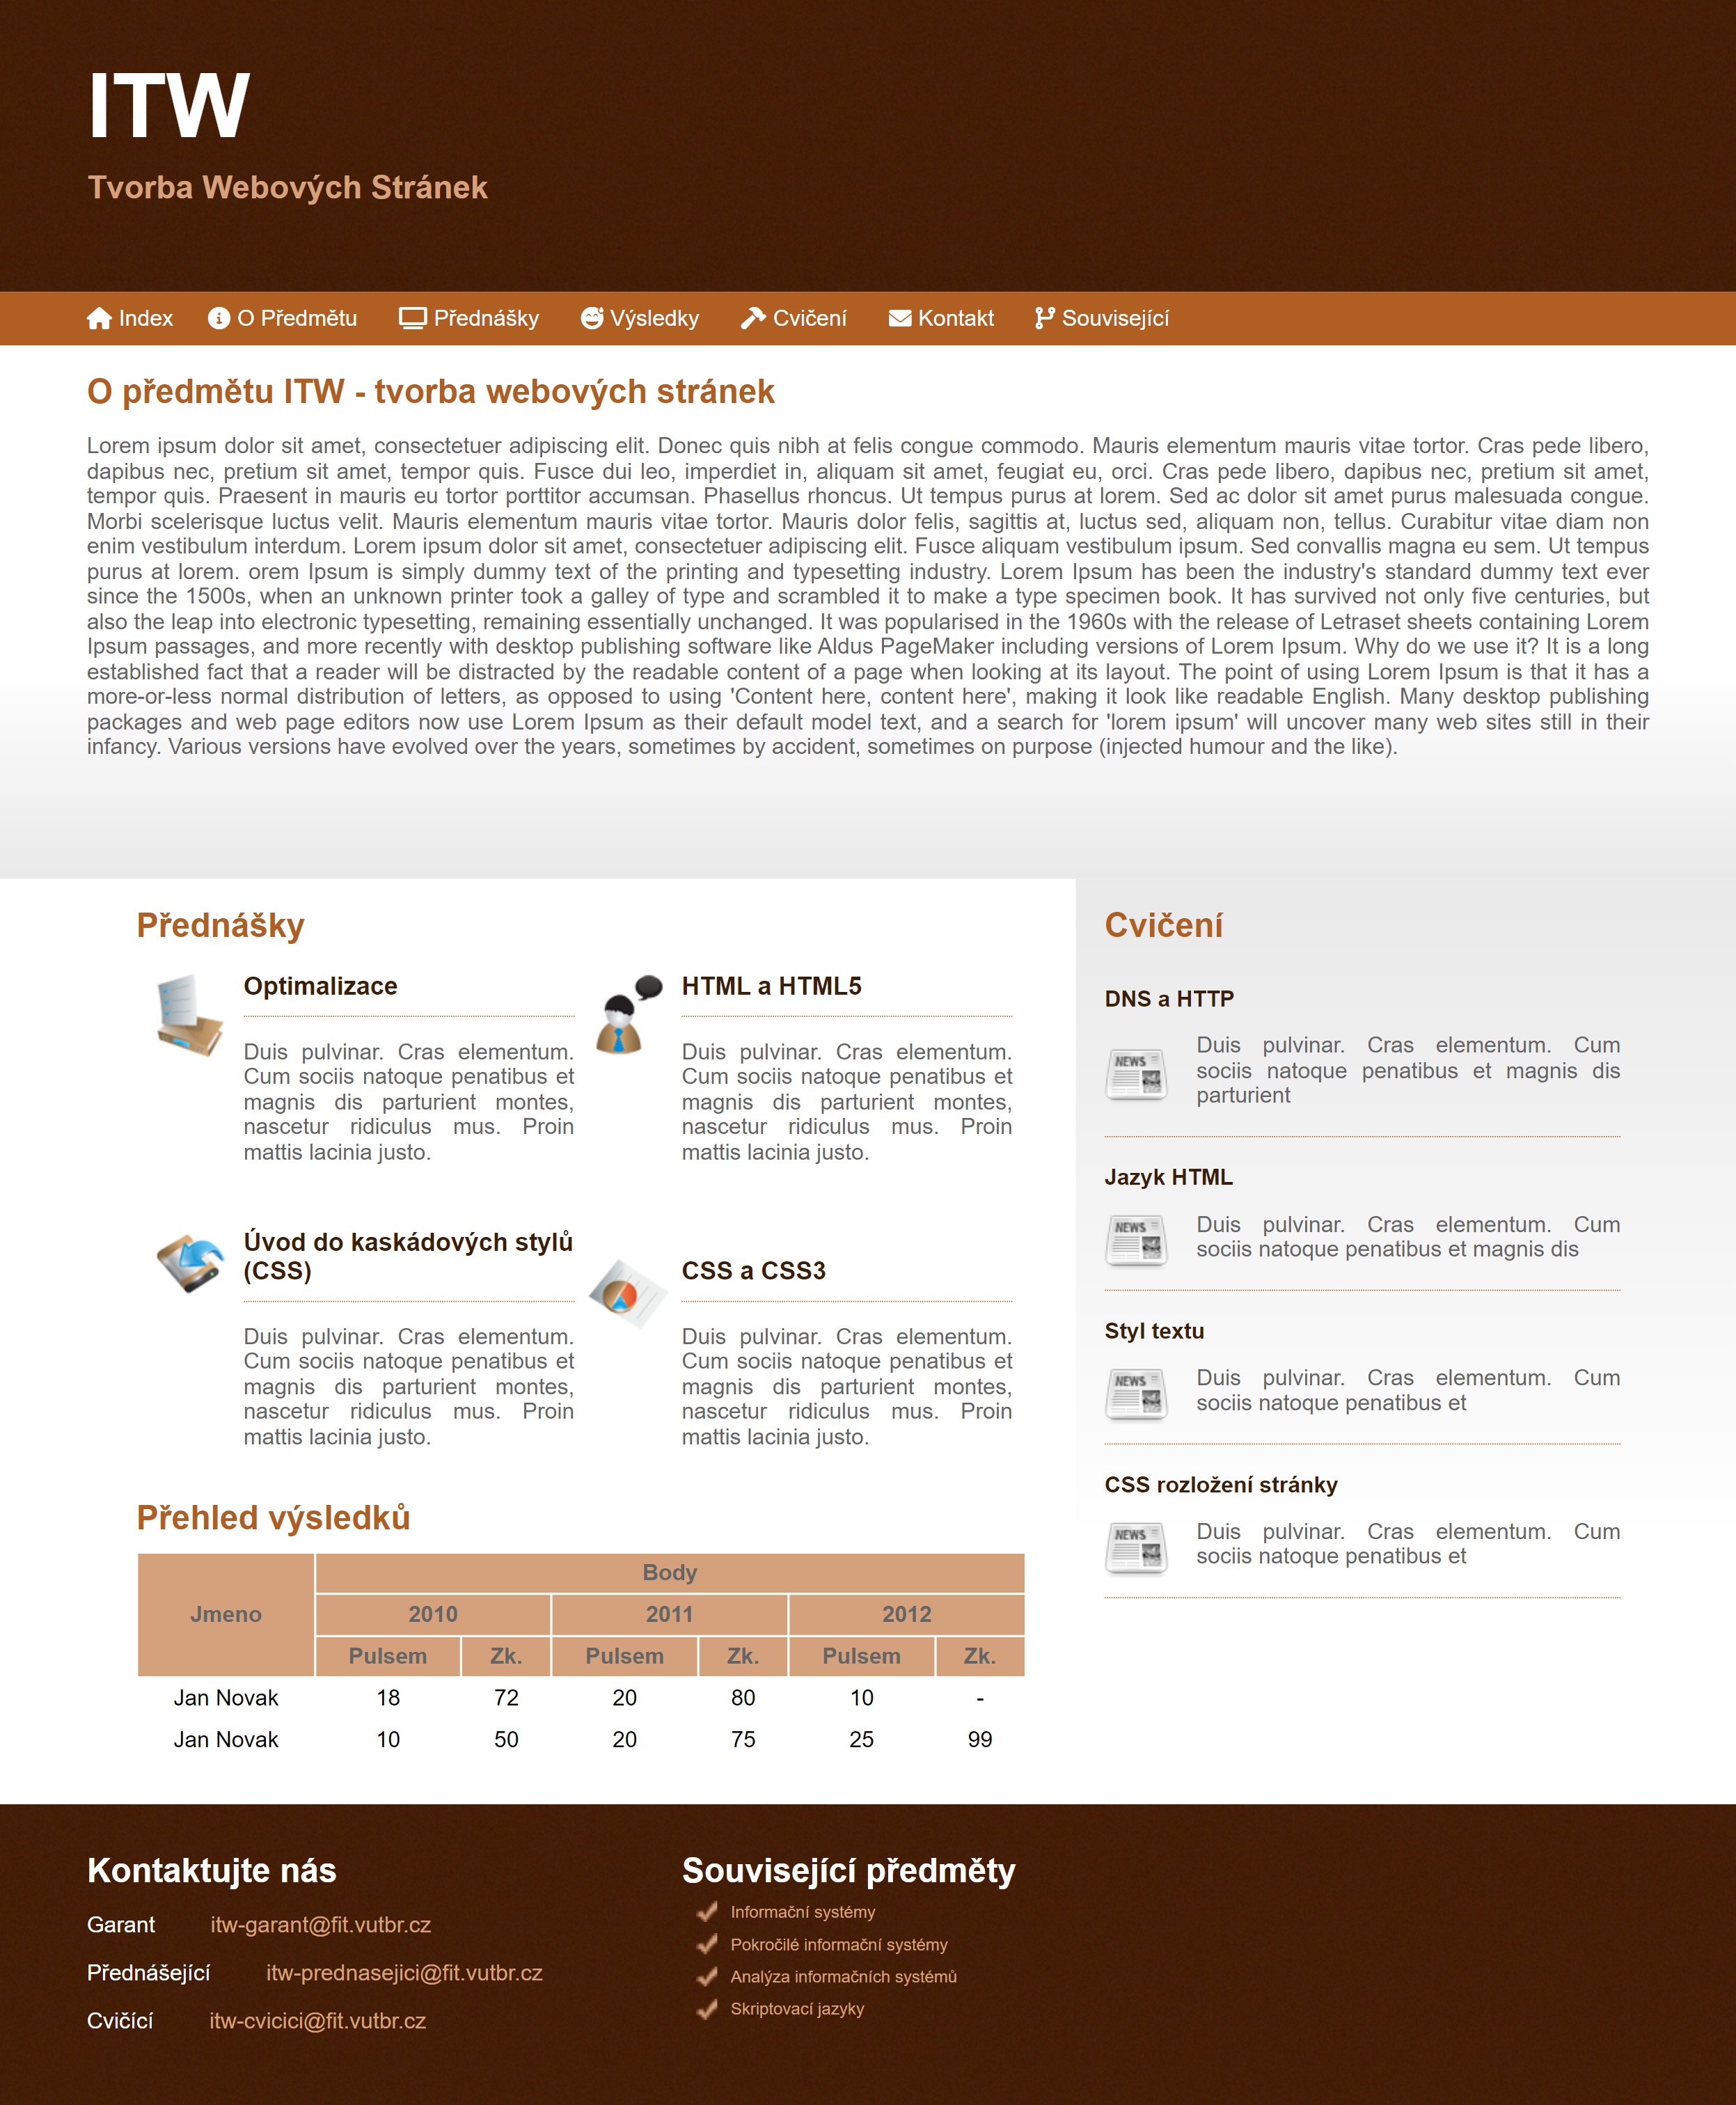 ITW
Tvorba Webových Stránek
Index O Předmětu Přednášky Výsledky Cvičení Kontakt Související
O předmětu ITW - tvorba webových stránek
Lorem ipsum dolor sit amet, consectetuer adipiscing elit. Donec quis nibh at felis congue commodo. Mauris elementum mauris vitae tortor. Cras pede libero,
dapibus nec, pretium sit amet, tempor quis. Fusce dui leo, imperdiet in, aliquam sit amet, feugiat eu, orci. Cras pede libero, dapibus nec, pretium sit amet,
tempor quis. Praesent in mauris eu tortor porttitor accumsan. Phasellus rhoncus. Ut tempus purus at lorem. Sed ac dolor sit amet purus malesuada congue.
Morbi scelerisque luctus velit. Mauris elementum mauris vitae tortor. Mauris dolor felis, sagittis at, luctus sed, aliquam non, tellus. Curabitur vitae diam non
enim vestibulum interdum. Lorem ipsum dolor sit amet, consectetuer adipiscing elit. Fusce aliquam vestibulum ipsum. Sed convallis magna eu sem. Ut tempus
purus at lorem. orem Ipsum is simply dummy text of the printing and typesetting industry. Lorem Ipsum has been the industry's standard dummy text ever
since the 1500s, when an unknown printer took a galley of type and scrambled it to make a type specimen book. It has survived not only five centuries, but
also the leap into electronic typesetting, remaining essentially unchanged. It was popularised in the 1960s with the release of Letraset sheets containing Lorem
Ipsum passages, and more recently with desktop publishing software like Aldus PageMaker including versions of Lorem Ipsum. Why do we use it? It is a long
established fact that a reader will be distracted by the readable content of a page when looking at its layout. The point of using Lorem Ipsum is that it has a
more-or-less normal distribution of letters, as opposed to using 'Content here, content here', making it look like readable English. Many desktop publishing
packages and web page editors now use Lorem Ipsum as their default model text, and a search for 'lorem ipsum' will uncover many web sites still in their
infancy. Various versions have evolved over the years, sometimes by accident, sometimes on purpose (injected humour and the like).
Přednášky
Optimalizace
Duis pulvinar. Cras elementum.
Cum sociis natoque penatibus et
magnis dis parturient montes,
nascetur ridiculus mus. Proin
mattis lacinia justo.
HTML a HTML5
Duis pulvinar. Cras elementum.
Cum sociis natoque penatibus et
magnis dis parturient montes,
nascetur ridiculus mus. Proin
mattis lacinia justo.
Úvod do kaskádových stylů
(CSS)
Duis pulvinar. Cras elementum.
Cum sociis natoque penatibus et
magnis dis parturient montes,
nascetur ridiculus mus. Proin
mattis lacinia justo.
CSS a CSS3
Duis pulvinar. Cras elementum.
Cum sociis natoque penatibus et
magnis dis parturient montes,
nascetur ridiculus mus. Proin
mattis lacinia justo.
Přehled výsledků
Body
Jmeno 2010 2011 2012
Pulsem Zk. Pulsem Zk. Pulsem Zk.
Jan Novak 18 72 20 80 10 -
Jan Novak 10 50 20 75 25 99
Cvičení
DNS a HTTP
NEWS
Duis pulvinar. Cras elementum. Cum
sociis natoque penatibus et magnis dis
parturient
Jazyk HTML
NEWS
Duis pulvinar. Cras elementum. Cum
sociis natoque penatibus et magnis dis
Styl textu
NEWS
Duis pulvinar. Cras elementum. Cum
sociis natoque penatibus et
CSS rozložení stránky
NEWS
Duis pulvinar. Cras elementum. Cum
sociis natoque penatibus et
Kontaktujte nás
Garant itw-garant@fit.vutbr.cz
Přednášející itw-prednasejici@fit.vutbr.cz
Cvičící itw-cvicici@fit.vutbr.cz
Související předměty
Informační systémy
Pokročilé informační systémy
Analýza informačních systémů
Skriptovací jazyky